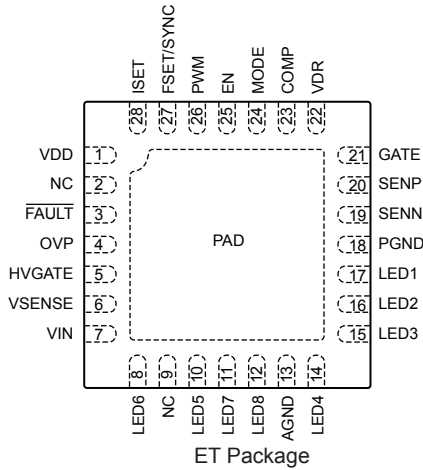 ISET
FSET/SYNC
PWM
EN
MODE
COMP
VDR
28
27
26
25
24
23
22
VDD 1
NC 2
FAULT 3
OVP 4
HVGATE 5
VSENSE 6
VIN 7
PAD
21 GATE
20 SENP
19 SENN
18 PGND
17 LED1
16 LED2
15 LED3
8
9
10
11
12
13
14
LED6
NC
LED5
LED7
LED8
AGND
LED4
ET Package